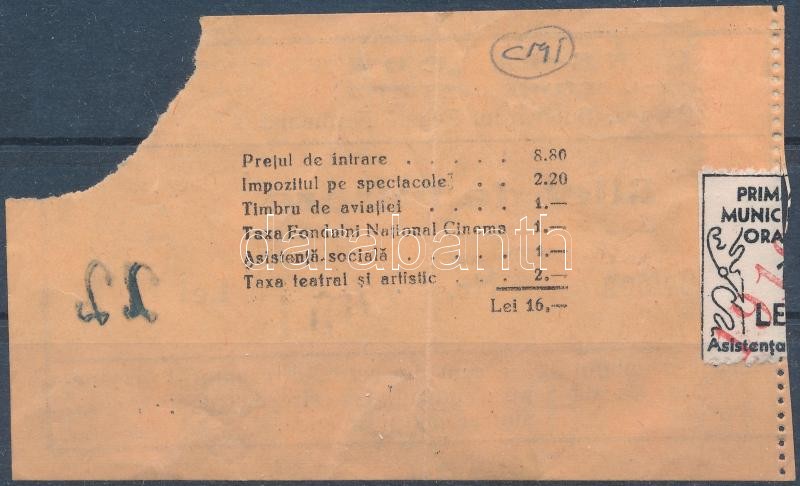 CMI
Prețul de intrare . . . . . 8.80
Impozitul pe spectacole . . 2.20
Timbru de aviației . . . . 1.—
Taxa Fondului Național Cinema 1.—
Asistență socială . . . . . 1.—
Taxa teatral și artistic . . . 2.—
Lei 16,—
PRIM
MUNIC
ORA
LE
Asistența
darabanth